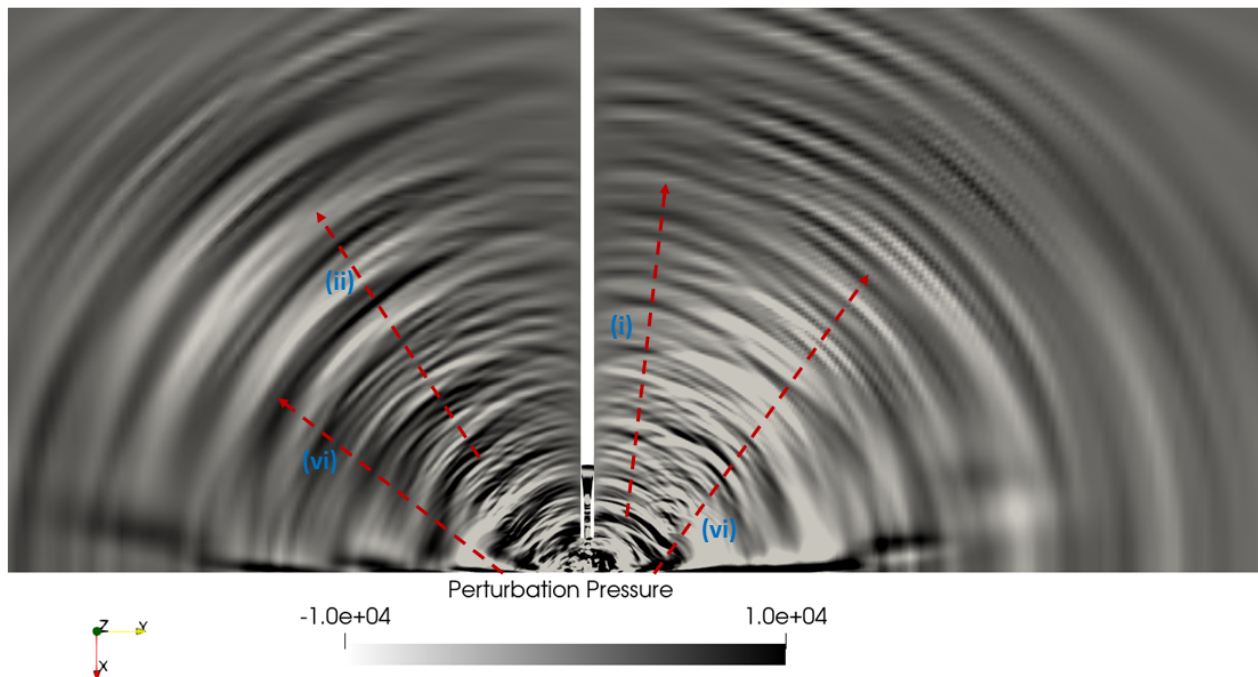 (ii)
(i)
(vi)
(vi)
Perturbation Pressure
-1.0e+04 1.0e+04
Z Y
X